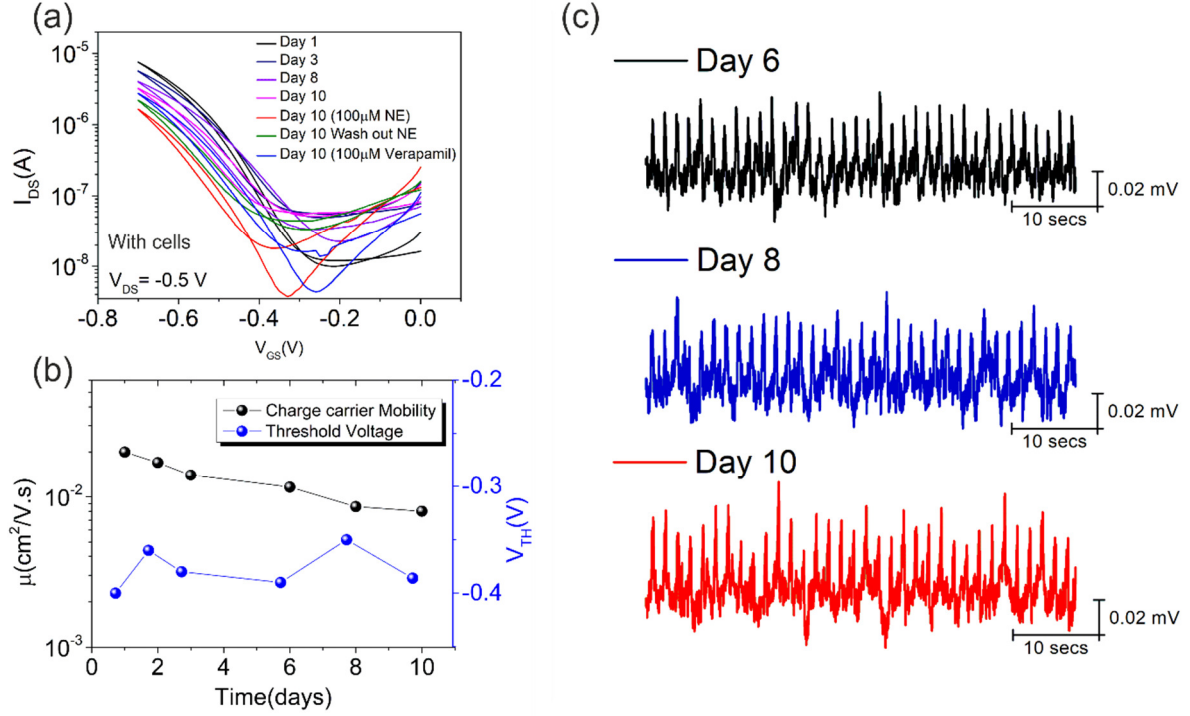 (a)
10⁻⁵
10⁻⁶
10⁻⁷
10⁻⁸
I_DS(A)
Day 1
Day 3
Day 8
Day 10
Day 10 (100μM NE)
Day 10 Wash out NE
Day 10 (100μM Verapamil)
With cells
V_DS= -0.5 V
-0.8 -0.6 -0.4 -0.2 0.0
V_GS(V)
(b)
Charge carrier Mobility
Threshold Voltage
10⁻²
10⁻³
μ(cm²/V.s)
-0.2
-0.3
-0.4
V_TH(V)
0 2 4 6 8 10
Time(days)
(c)
Day 6
0.02 mV
10 secs
Day 8
0.02 mV
10 secs
Day 10
0.02 mV
10 secs